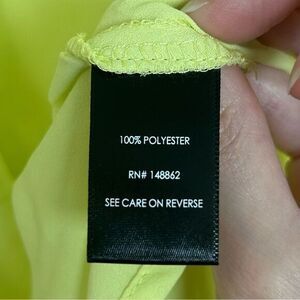 100% POLYESTER
RN# 148862
SEE CARE ON REVERSE